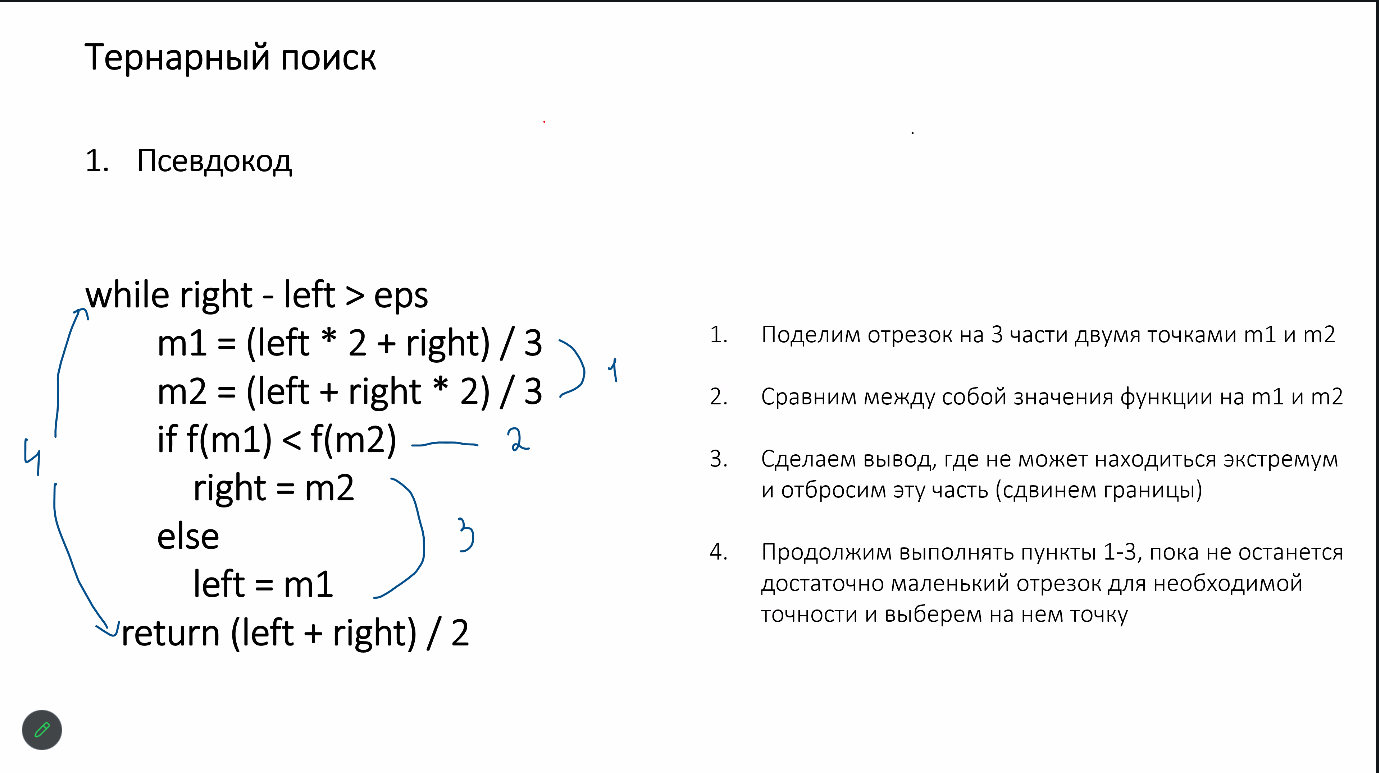 Тернарный поиск
1. Псевдокод
while right - left > eps
m1 = (left * 2 + right) / 3
m2 = (left + right * 2) / 3
1
if f(m1) < f(m2)
2
right = m2
else
3
left = m1
return (left + right) / 2
4
1. Поделим отрезок на 3 части двумя точками m1 и m2
2. Сравним между собой значения функции на m1 и m2
3. Сделаем вывод, где не может находиться экстремум
и отбросим эту часть (сдвинем границы)
4. Продолжим выполнять пункты 1-3, пока не останется
достаточно маленький отрезок для необходимой
точности и выберем на нем точку